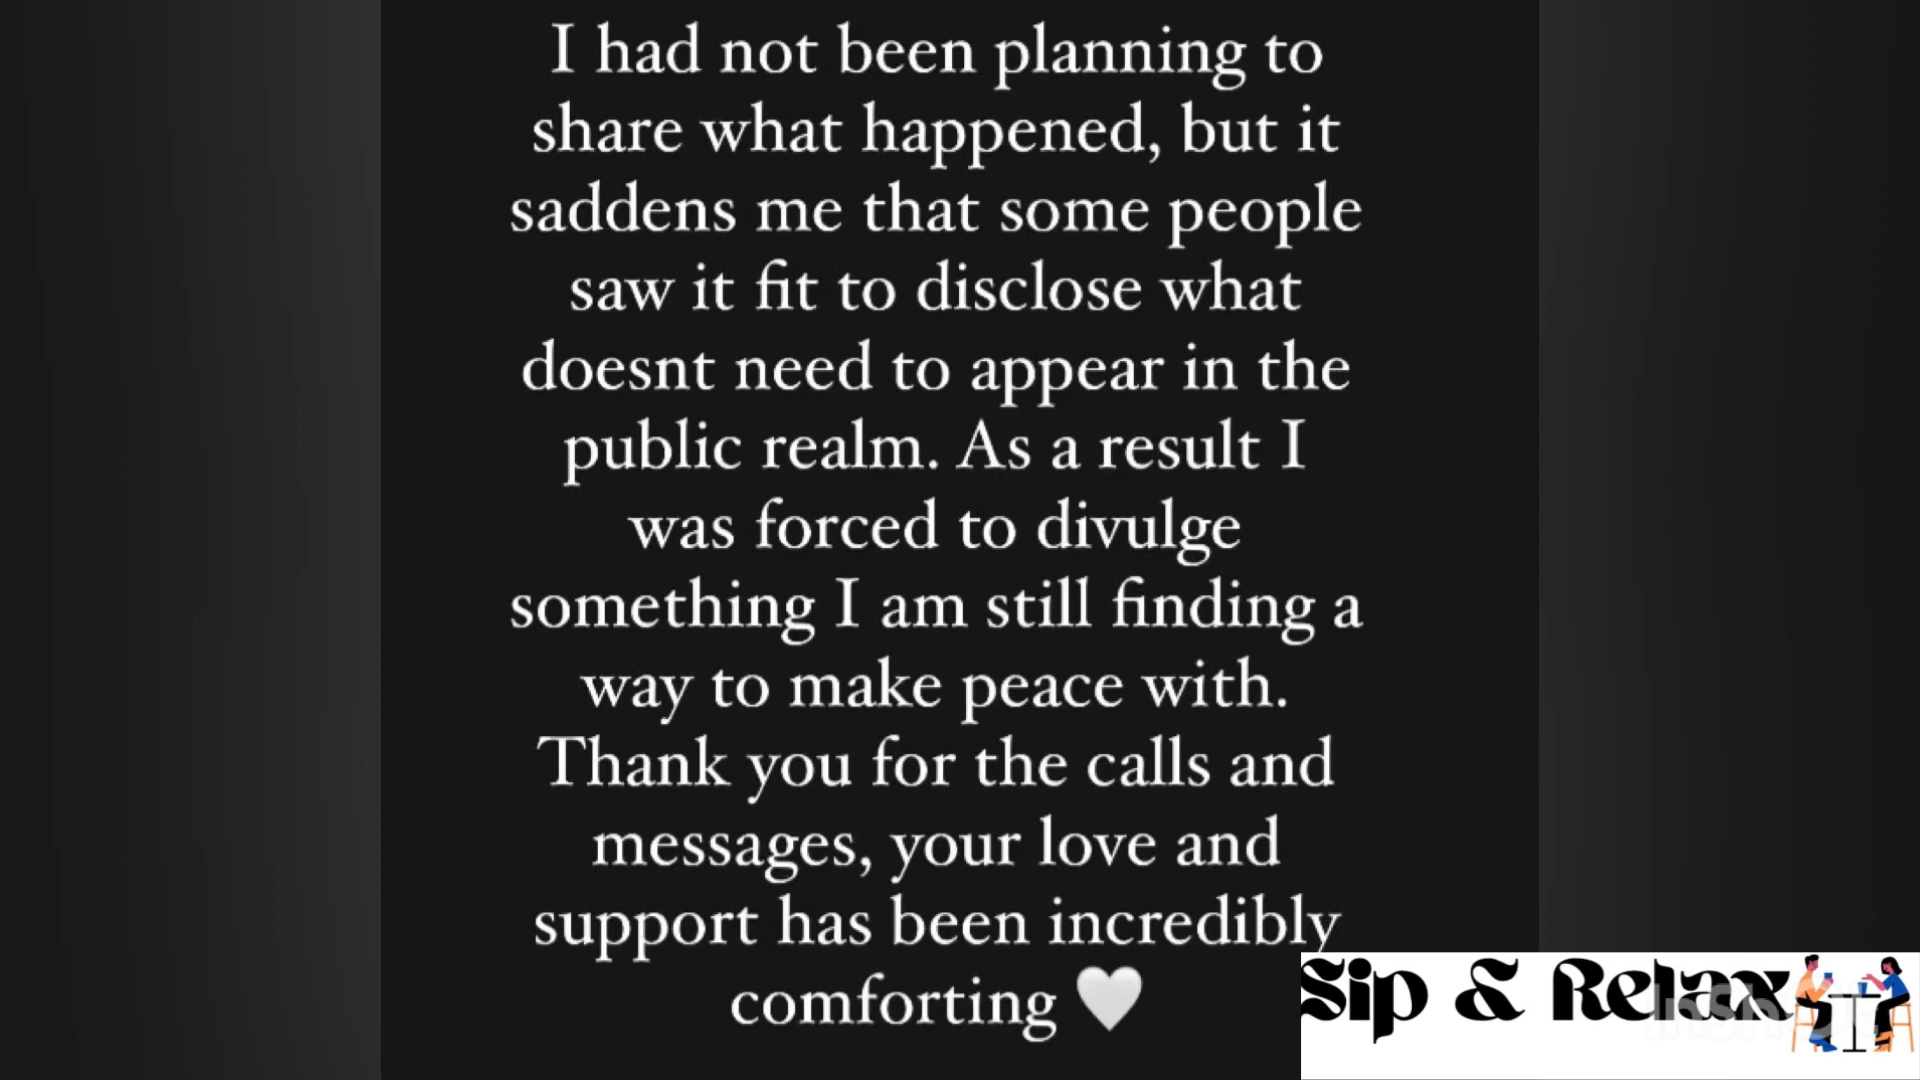 I had not been planning to
share what happened, but it
saddens me that some people
saw it fit to disclose what
doesnt need to appear in the
public realm. As a result I
was forced to divulge
something I am still finding a
way to make peace with.
Thank you for the calls and
messages, your love and
support has been incredibly
comforting 🤍
Sip & Relax